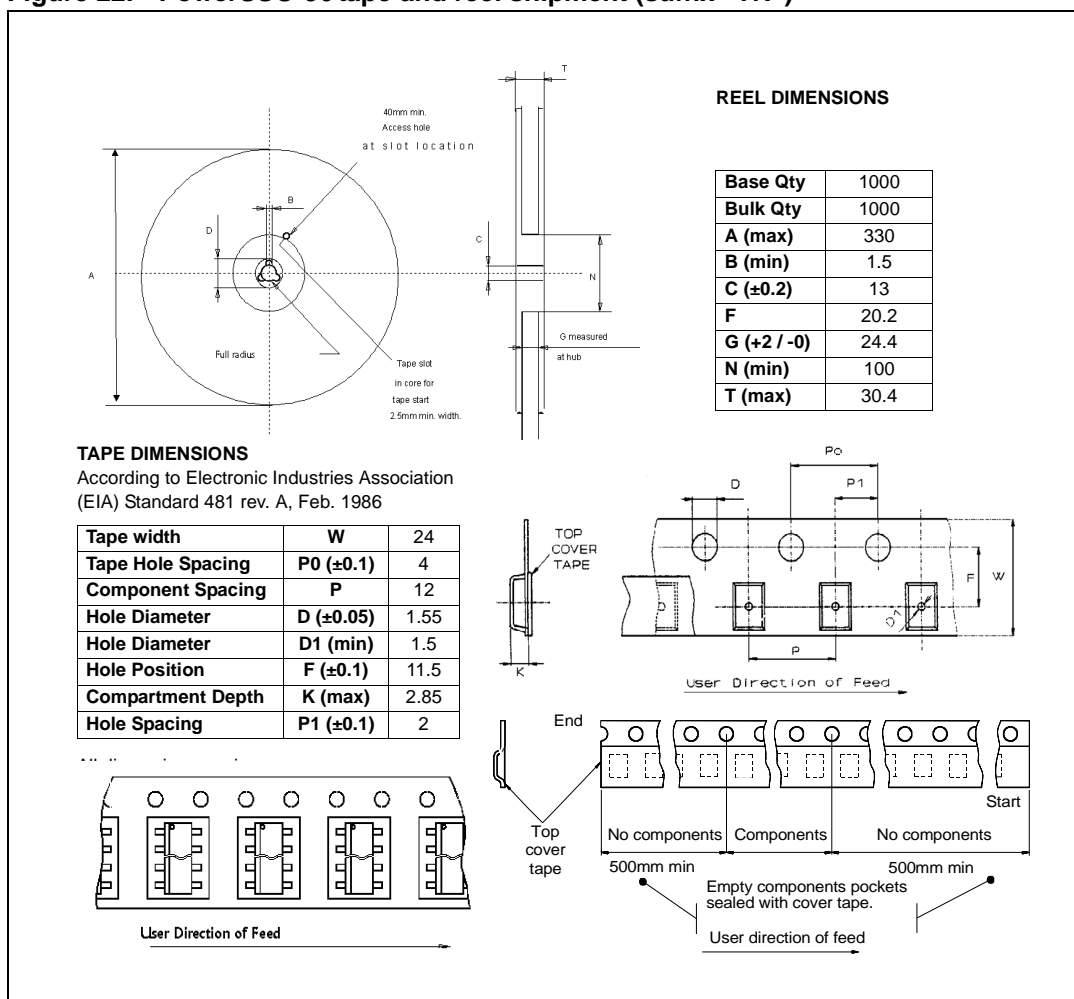 T
REEL DIMENSIONS
40mm min.
Access hole
at slot location
B
D
A
C
N
Full radius
Tape slot
in core for
tape start
2.5mm min. width.
G measured
at hub
Base Qty 1000
Bulk Qty 1000
A (max) 330
B (min) 1.5
C (±0.2) 13
F 20.2
G (+2 / -0) 24.4
N (min) 100
T (max) 30.4
TAPE DIMENSIONS
According to Electronic Industries Association
(EIA) Standard 481 rev. A, Feb. 1986
Tape width W 24
Tape Hole Spacing P0 (±0.1) 4
Component Spacing P 12
Hole Diameter D (±0.05) 1.55
Hole Diameter D1 (min) 1.5
Hole Position F (±0.1) 11.5
Compartment Depth K (max) 2.85
Hole Spacing P1 (±0.1) 2
TOP
COVER
TAPE
K
Po
D
P1
F
W
D1
P
User Direction of Feed
End
Start
Top
cover
tape
No components
Components
No components
500mm min
500mm min
Empty components pockets
sealed with cover tape.
User direction of feed
User Direction of Feed